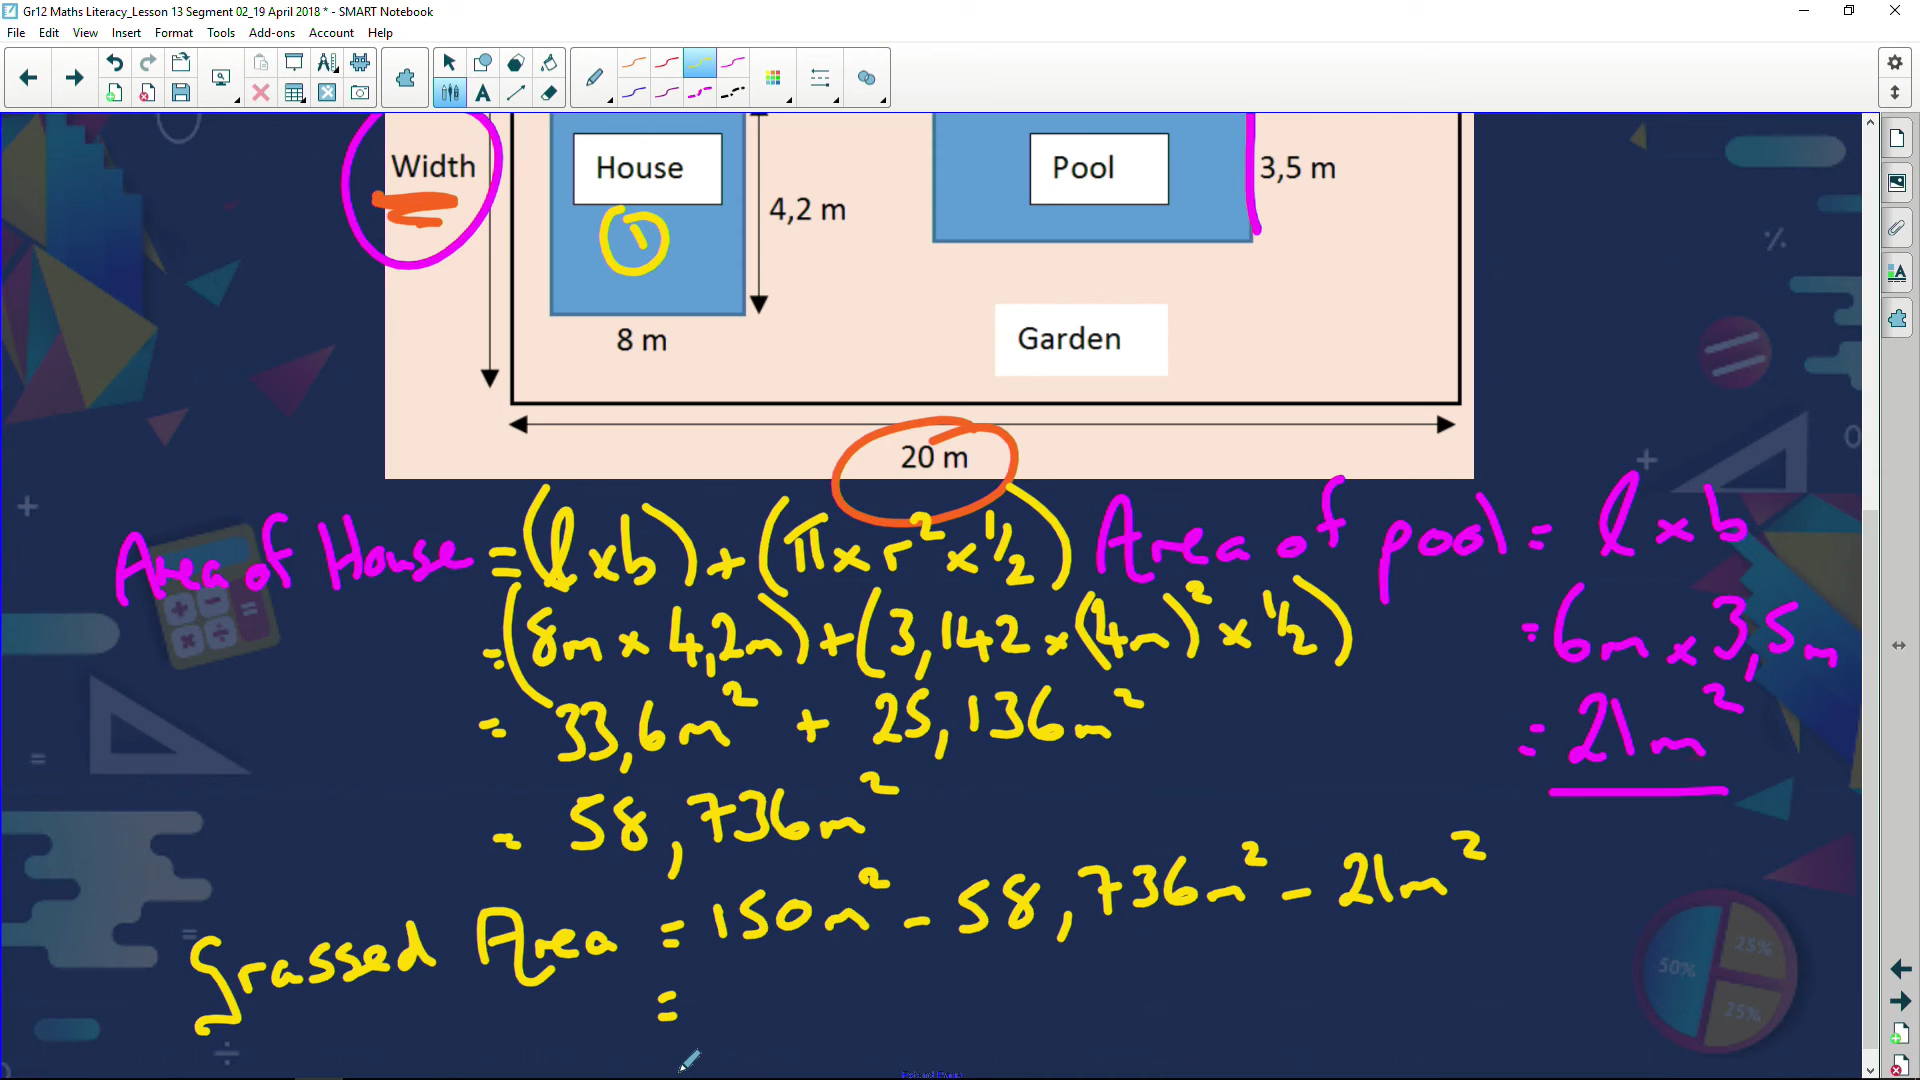 Gr12 Maths Literacy_Lesson 13 Segment 02_19 April 2018 * - SMART Notebook
File Edit View Insert Format Tools Add-ons Account Help
Width
House
Pool
3,5 m
4,2 m
8 m
Garden
20 m
Area of House = (l x b) + (π x r² x ½)
= (8m x 4,2m) + (3,142 x (4m)² x ½)
= 33,6m² + 25,136m²
= 58,736m²
Area of pool = l x b
= 6m x 3,5m
= 21m²
Grassed Area = 150m² - 58,736m² - 21m²
=
50%
25%
25%